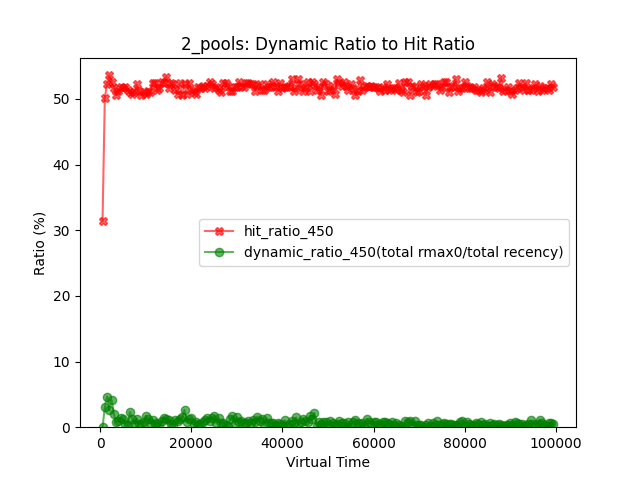 2_pools: Dynamic Ratio to Hit Ratio
Ratio (%)
50
40
30
20
10
0
hit_ratio_450
dynamic_ratio_450(total rmax0/total recency)
0 20000 40000 60000 80000 100000
Virtual Time